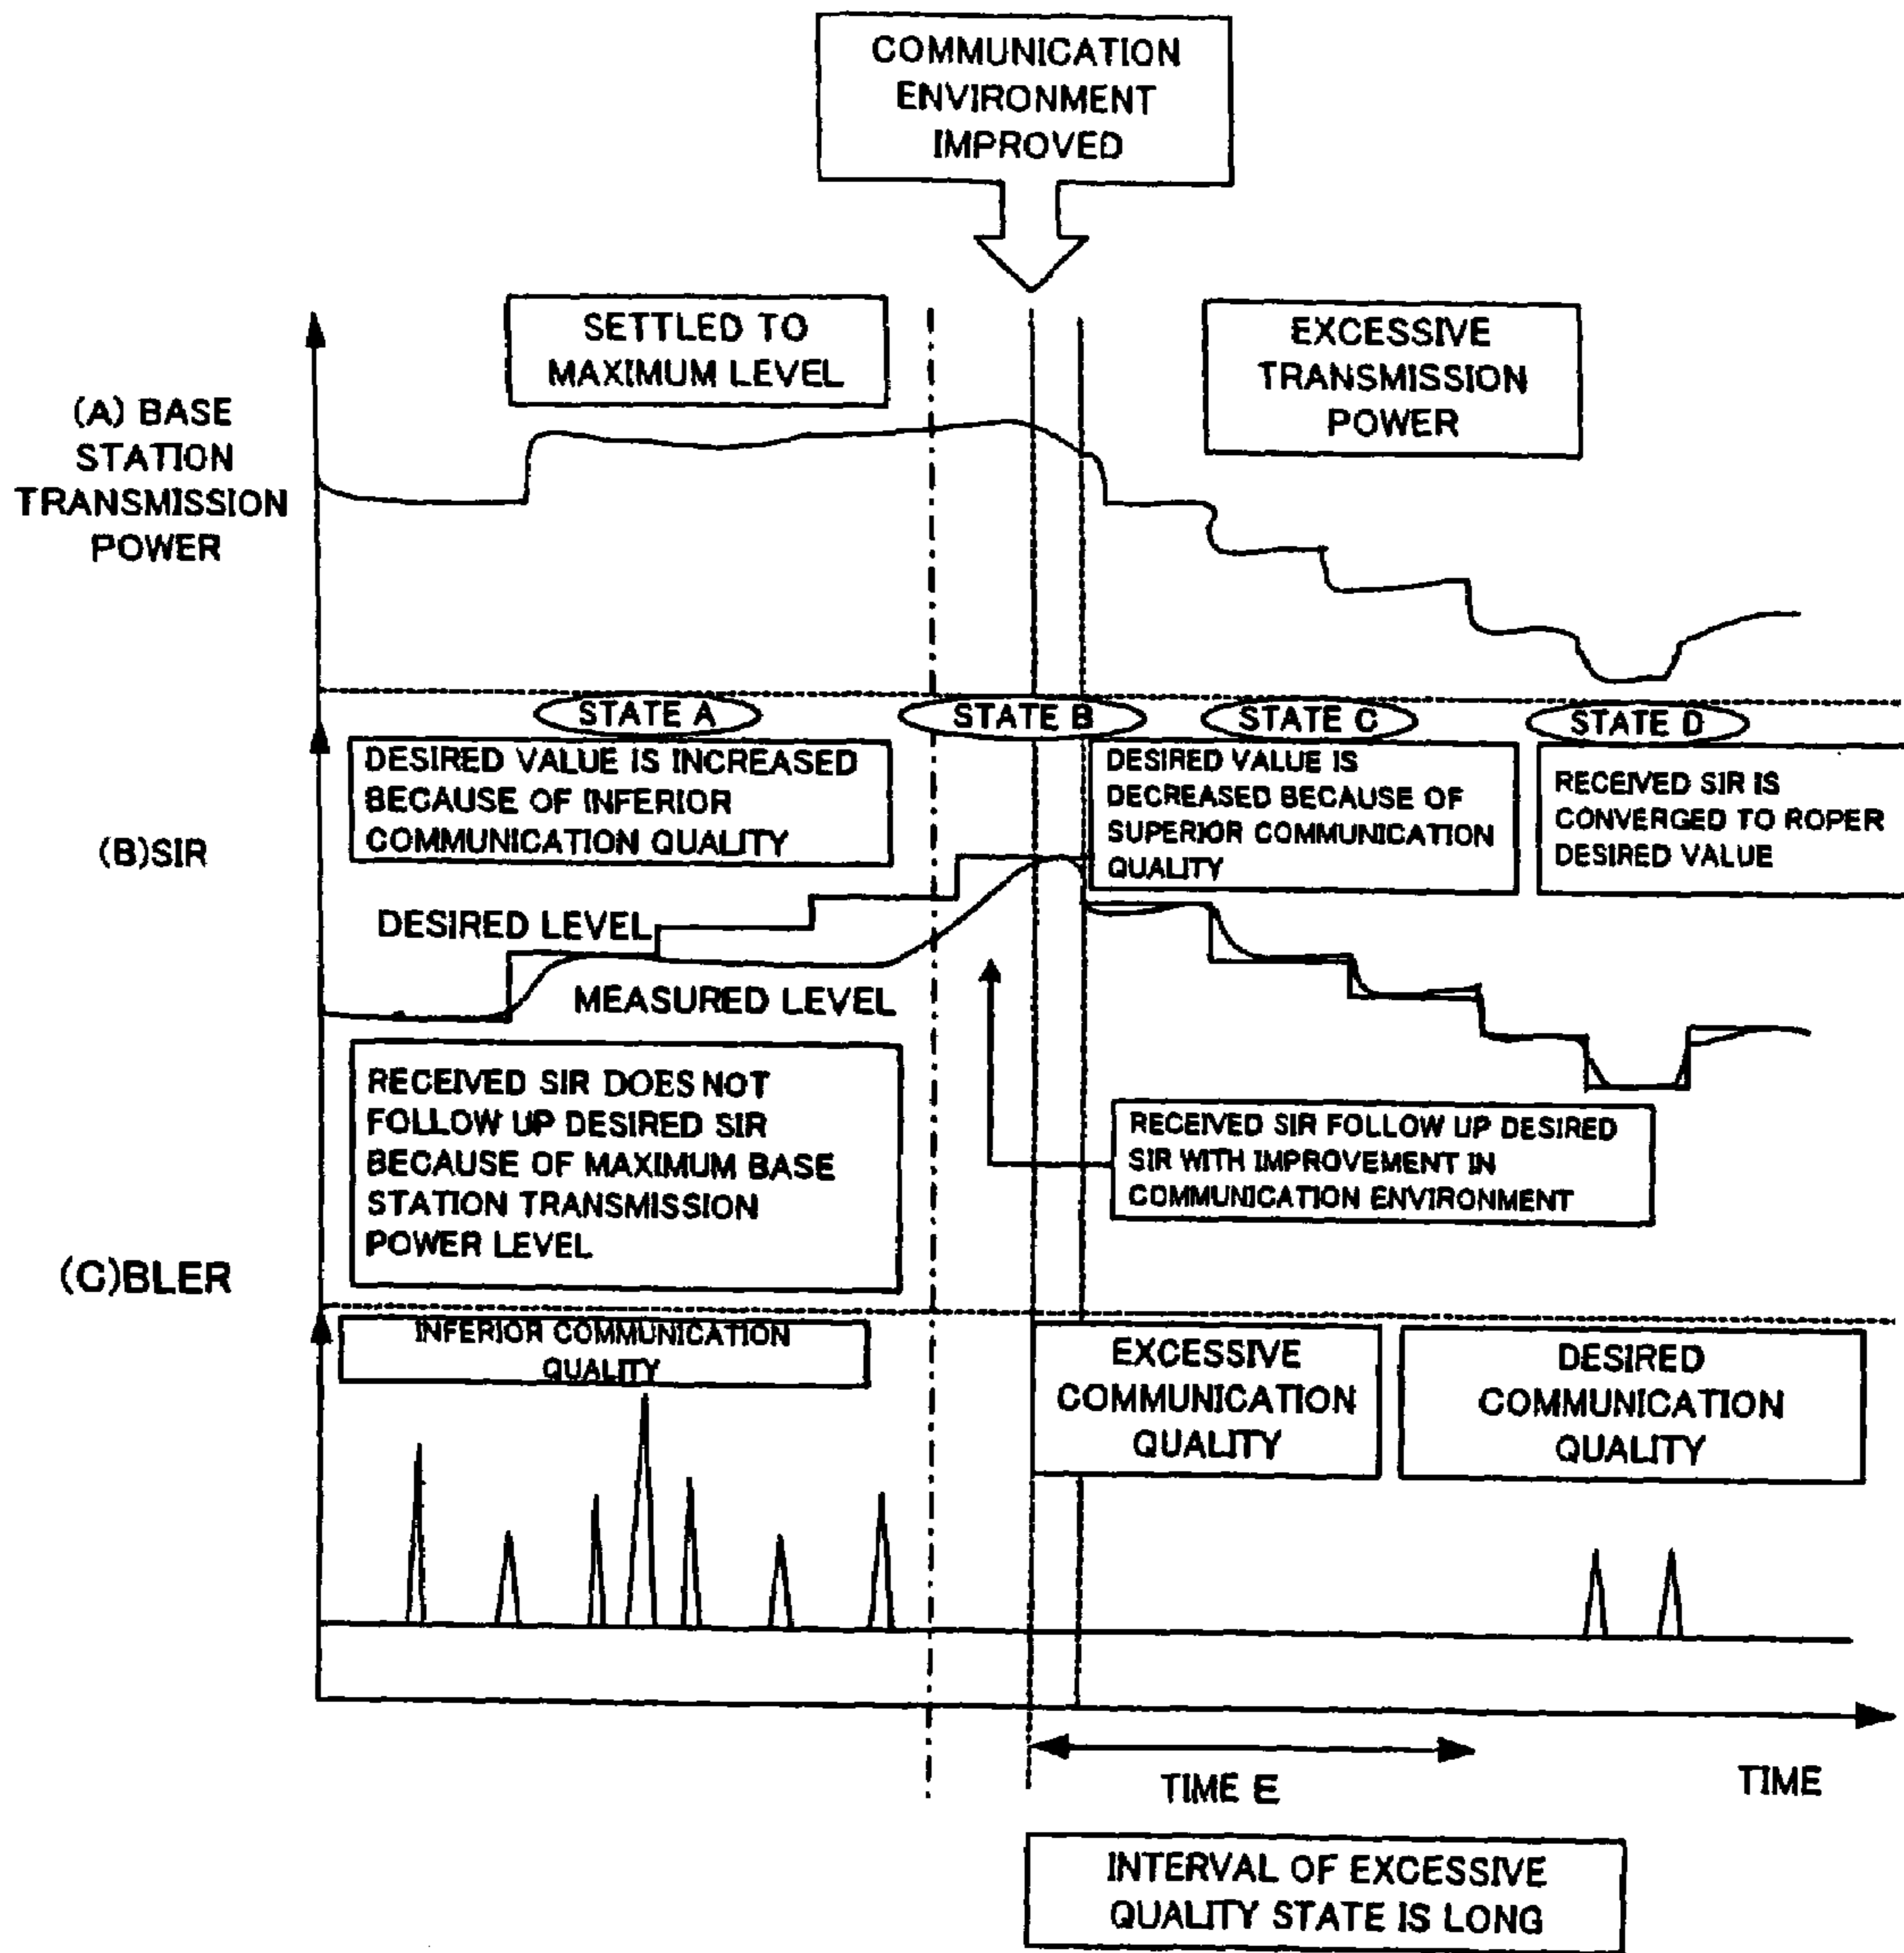 COMMUNICATION
ENVIRONMENT
IMPROVED
SETTLED TO
MAXIMUM LEVEL
EXCESSIVE
TRANSMISSION
POWER
(A) BASE
STATION
TRANSMISSION
POWER
STATE A
STATE B
STATE C
STATE D
DESIRED VALUE IS INCREASED
BECAUSE OF INFERIOR
COMMUNICATION QUALITY
DESIRED VALUE IS
DECREASED BECAUSE OF
SUPERIOR COMMUNICATION
QUALITY
RECEIVED SIR IS
CONVERGED TO ROPER
DESIRED VALUE
(B)SIR
DESIRED LEVEL
MEASURED LEVEL
RECEIVED SIR DOES NOT
FOLLOW UP DESIRED SIR
BECAUSE OF MAXIMUM BASE
STATION TRANSMISSION
POWER LEVEL
RECEIVED SIR FOLLOW UP DESIRED
SIR WITH IMPROVEMENT IN
COMMUNICATION ENVIRONMENT
(C)BLER
INFERIOR COMMUNICATION
QUALITY
EXCESSIVE
COMMUNICATION
QUALITY
DESIRED
COMMUNICATION
QUALITY
TIME E
TIME
INTERVAL OF EXCESSIVE
QUALITY STATE IS LONG